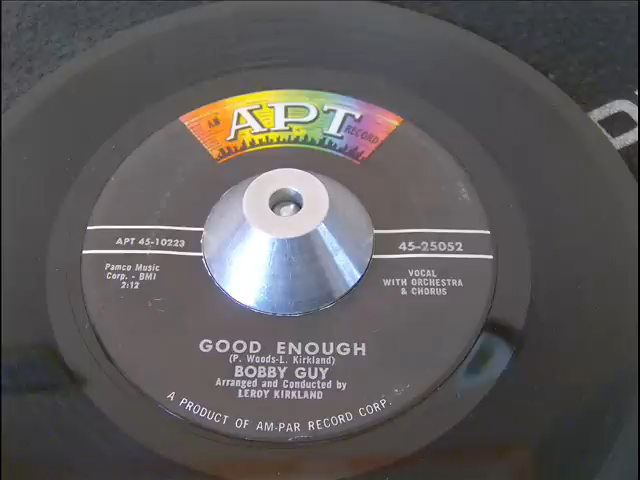 AN APT RECORD
APT 45-10223
45-25052
Pamco Music
Corp. - BMI
2:12
VOCAL
WITH ORCHESTRA
& CHORUS
GOOD ENOUGH
(P. Woods-L. Kirkland)
BOBBY GUY
Arranged and Conducted by
LEROY KIRKLAND
A PRODUCT OF AM-PAR RECORD CORP.